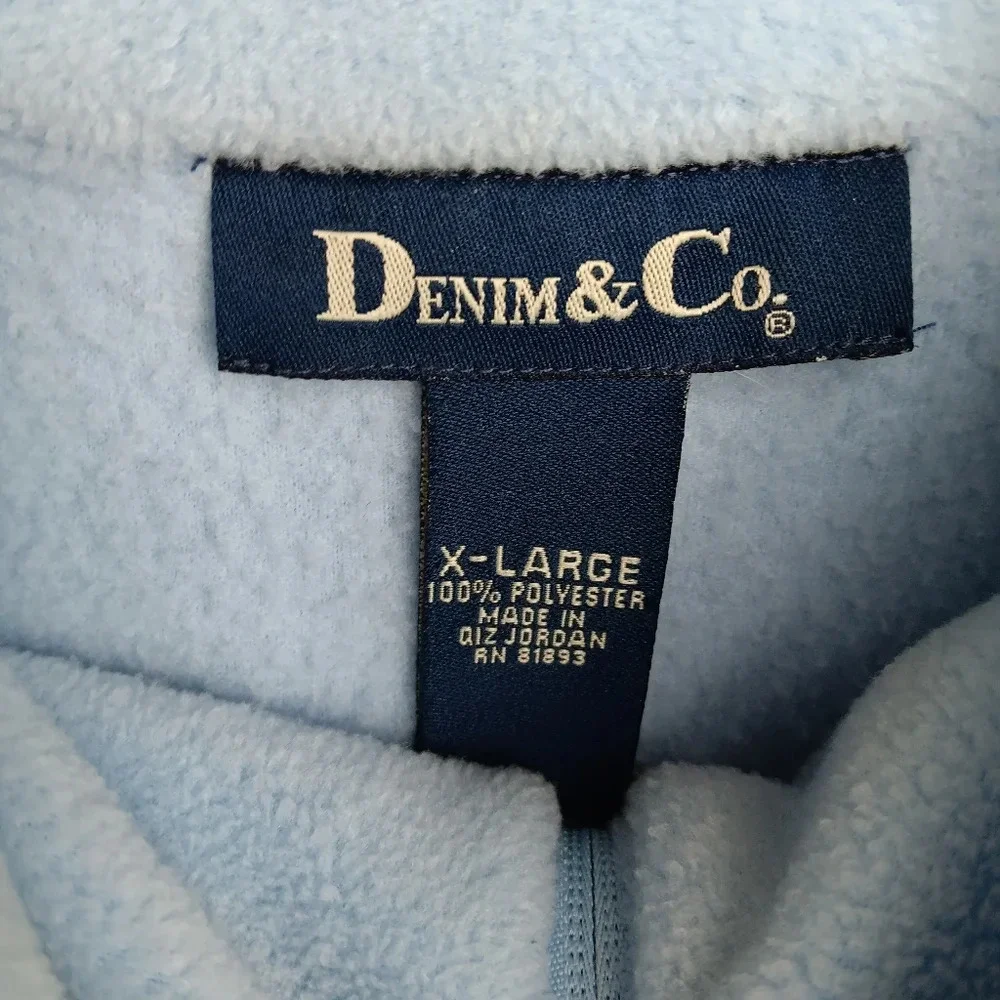 DENIM & CO.®
X-LARGE
100% POLYESTER
MADE IN
QIZ JORDAN
RN 81893